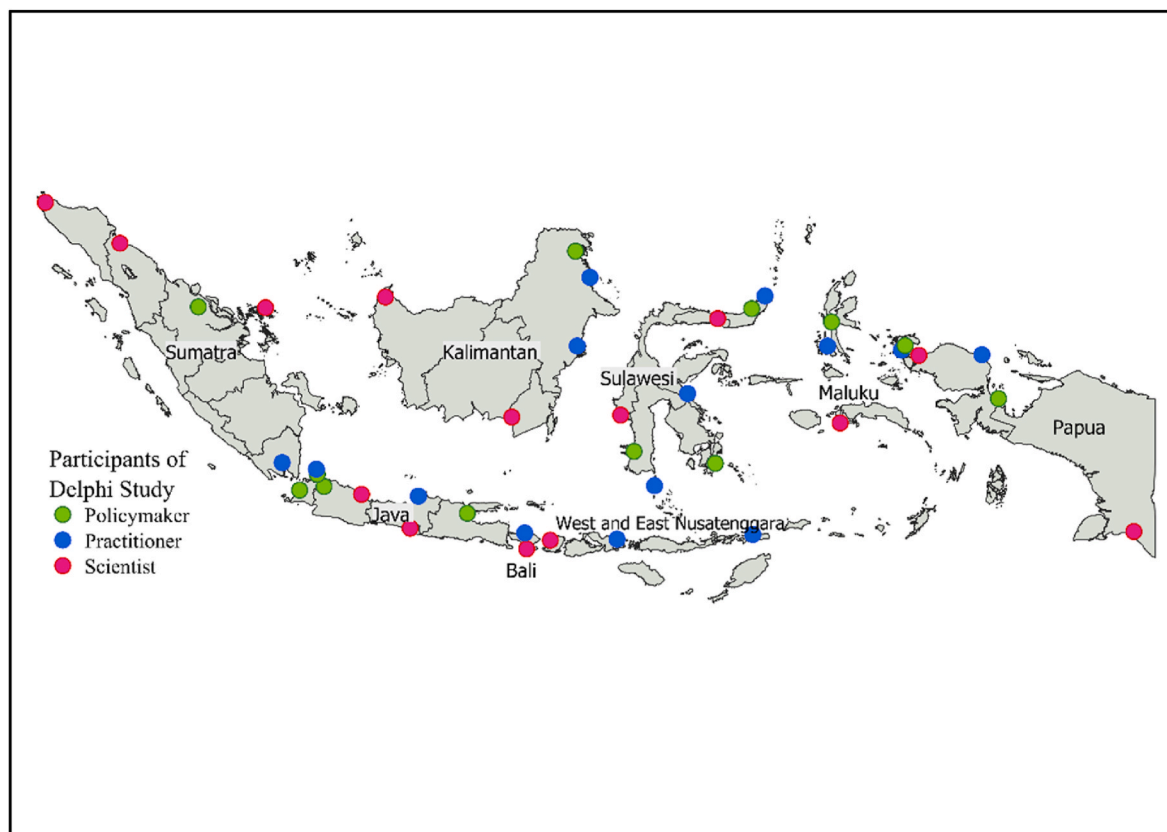 Sumatra
Kalimantan
Sulawesi
Maluku
Papua
Participants of
Delphi Study
Policymaker
Practitioner
Scientist
Java
West and East Nusatenggara
Bali